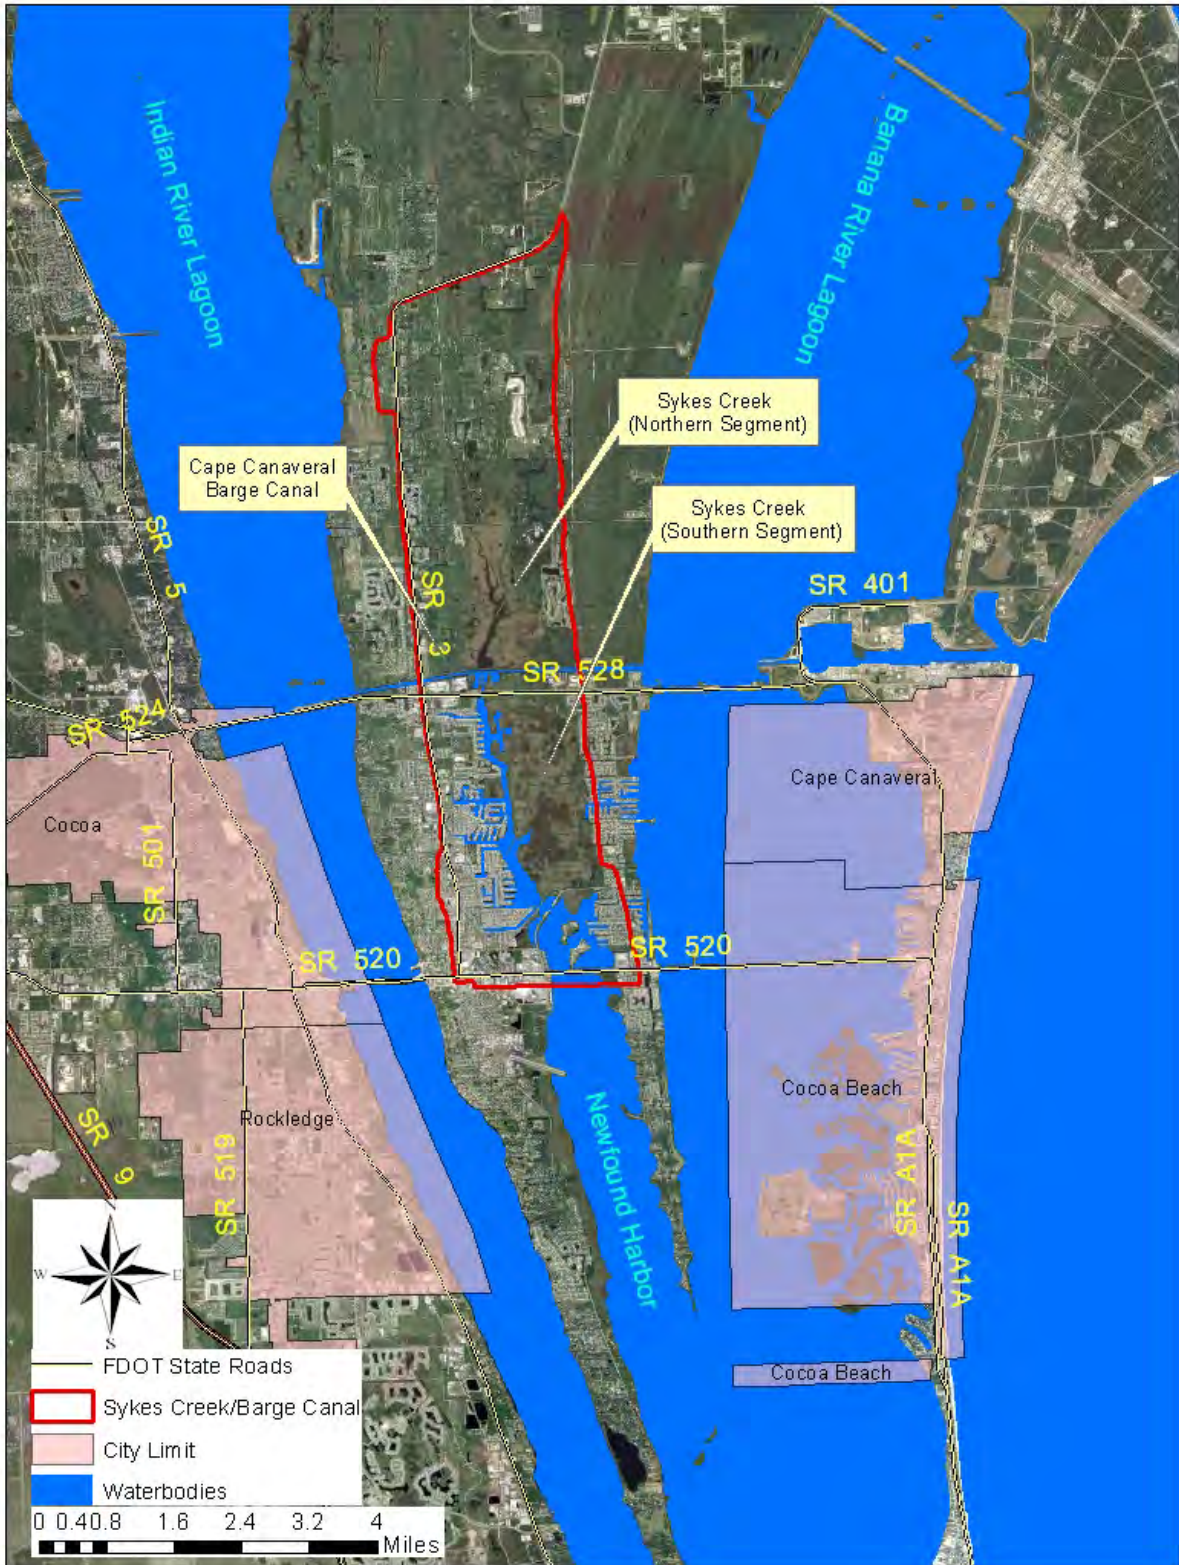 Indian River Lagoon
Banana River Lagoon
Sykes Creek
(Northern Segment)
Cape Canaveral
Barge Canal
Sykes Creek
(Southern Segment)
SR 5
SR 3
SR 401
SR 528
SR 524
Cape Canaveral
Cocoa
SR 501
SR 520
SR 520
Cocoa Beach
Rockledge
SR 9
SR 519
Newfound Harbor
SR A1A
SR A1A
Cocoa Beach
N
W
E
S
FDOT State Roads
Sykes Creek/Barge Canal
City Limit
Waterbodies
0 0.4 0.8 1.6 2.4 3.2 4
Miles